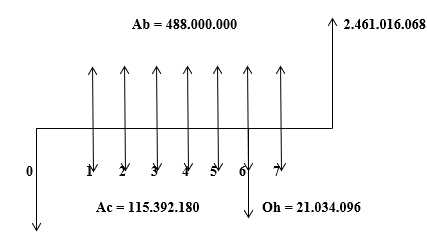 Ab = 488.000.000
2.461.016.068
0 1 2 3 4 5 6 7
Ac = 115.392.180
Oh = 21.034.096